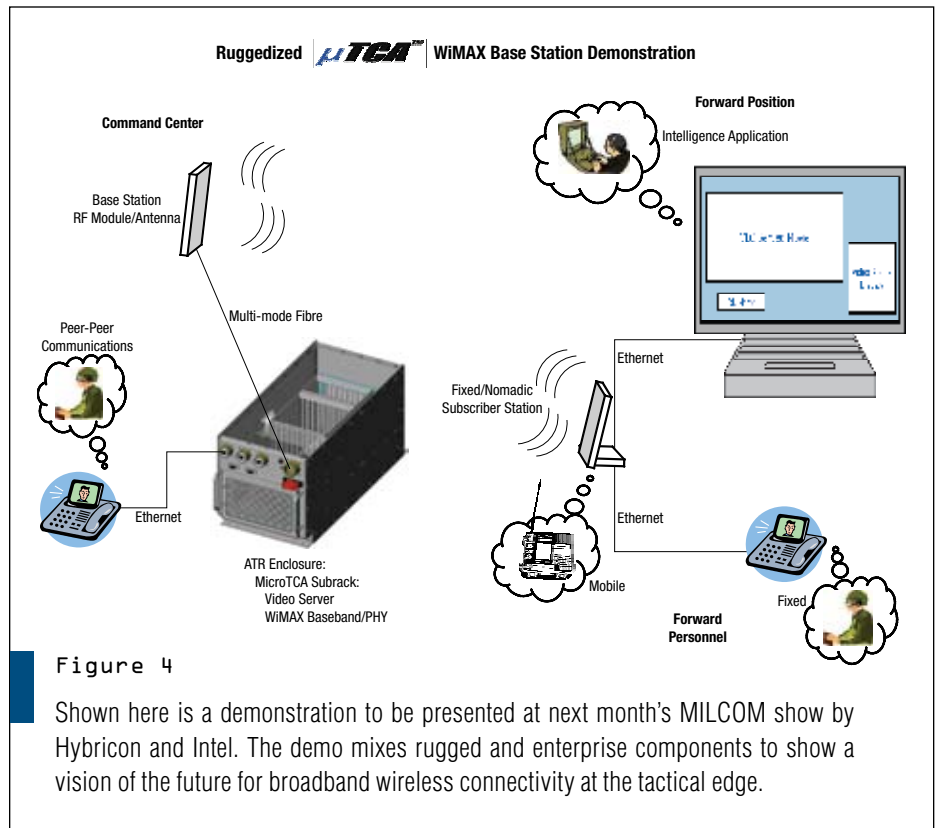 Ruggedized µTCA™ WiMAX Base Station Demonstration
Command Center
Base Station
RF Module/Antenna
Multi-mode Fibre
Peer-Peer
Communications
Ethernet
ATR Enclosure:
MicroTCA Subrack:
Video Server
WiMAX Baseband/PHY
Forward Position
Intelligence Application
Ethernet
Fixed/Nomadic
Subscriber Station
Ethernet
Mobile
Fixed
Forward
Personnel
Figure 4
Shown here is a demonstration to be presented at next month's MILCOM show by
Hybricon and Intel. The demo mixes rugged and enterprise components to show a
vision of the future for broadband wireless connectivity at the tactical edge.